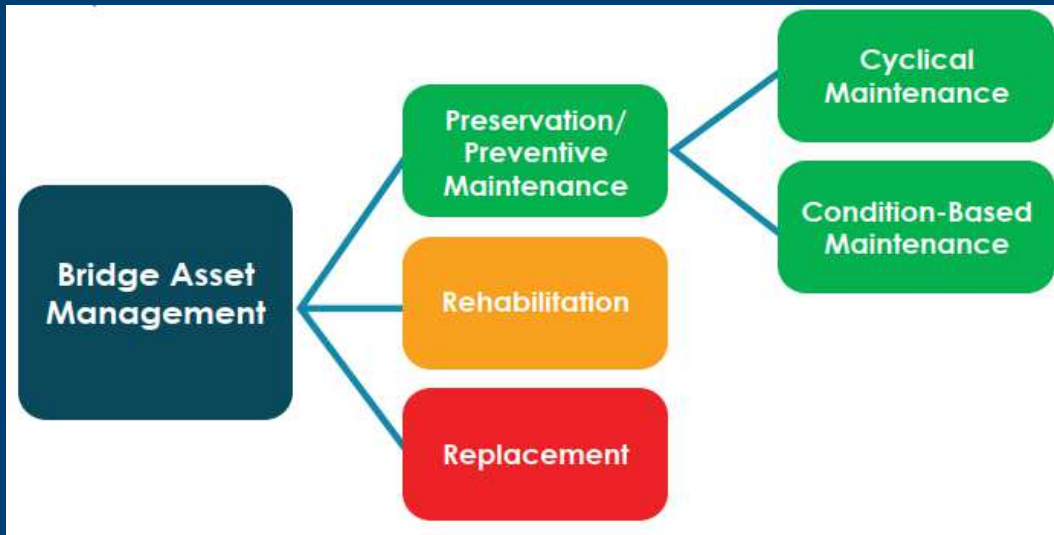 Bridge Asset
Management
Preservation/
Preventive
Maintenance
Rehabilitation
Replacement
Cyclical
Maintenance
Condition-Based
Maintenance